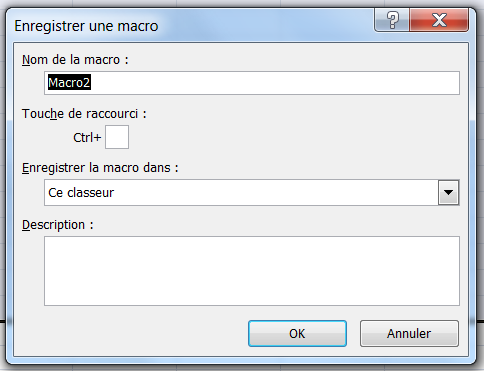 Enregistrer une macro
Nom de la macro :
Macro2
Touche de raccourci :
Ctrl+
Enregistrer la macro dans :
Ce classeur
Description :
OK Annuler